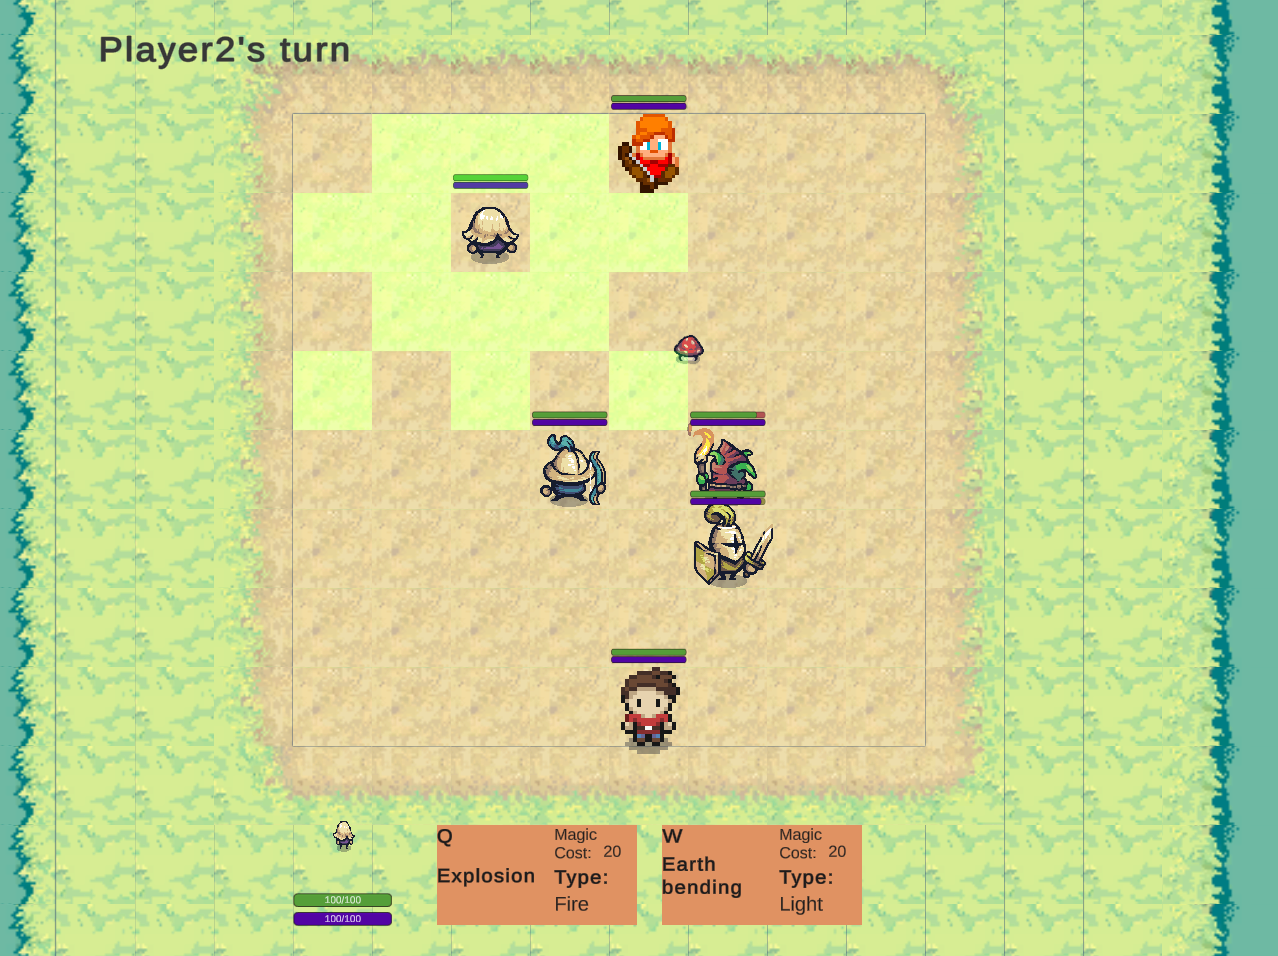 Player2's turn
Q
Magic
Cost: 20
Explosion
Type:
Fire
W
Magic
Cost: 20
Earth
bending
Type:
Light
100/100
100/100